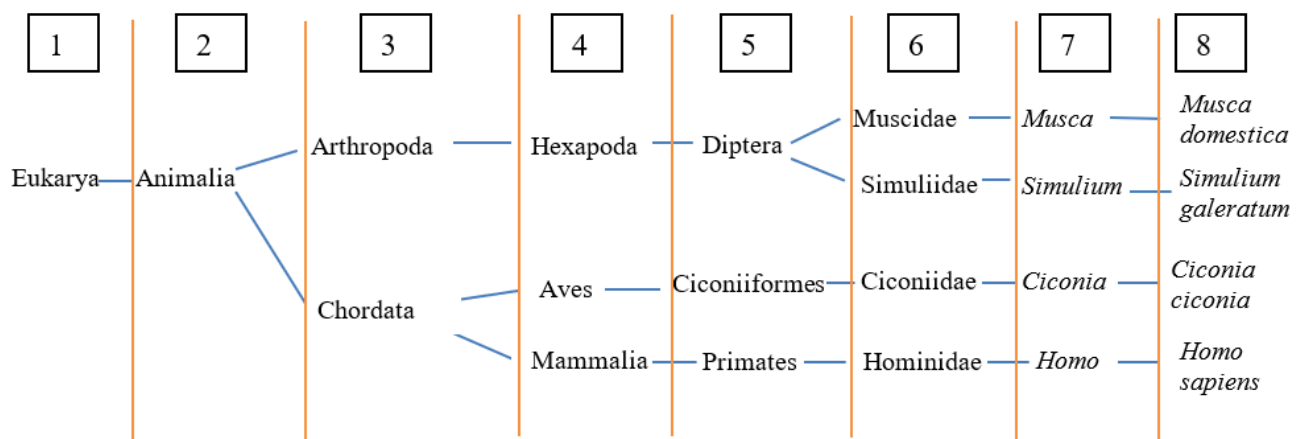 1 2 3 4 5 6 7 8
Eukarya
Animalia
Arthropoda
Chordata
Hexapoda
Aves
Mammalia
Diptera
Ciconiiformes
Primates
Muscidae
Simuliidae
Ciconiidae
Hominidae
Musca
Simulium
Ciconia
Homo
Musca
domestica
Simulium
galeratum
Ciconia
ciconia
Homo
sapiens